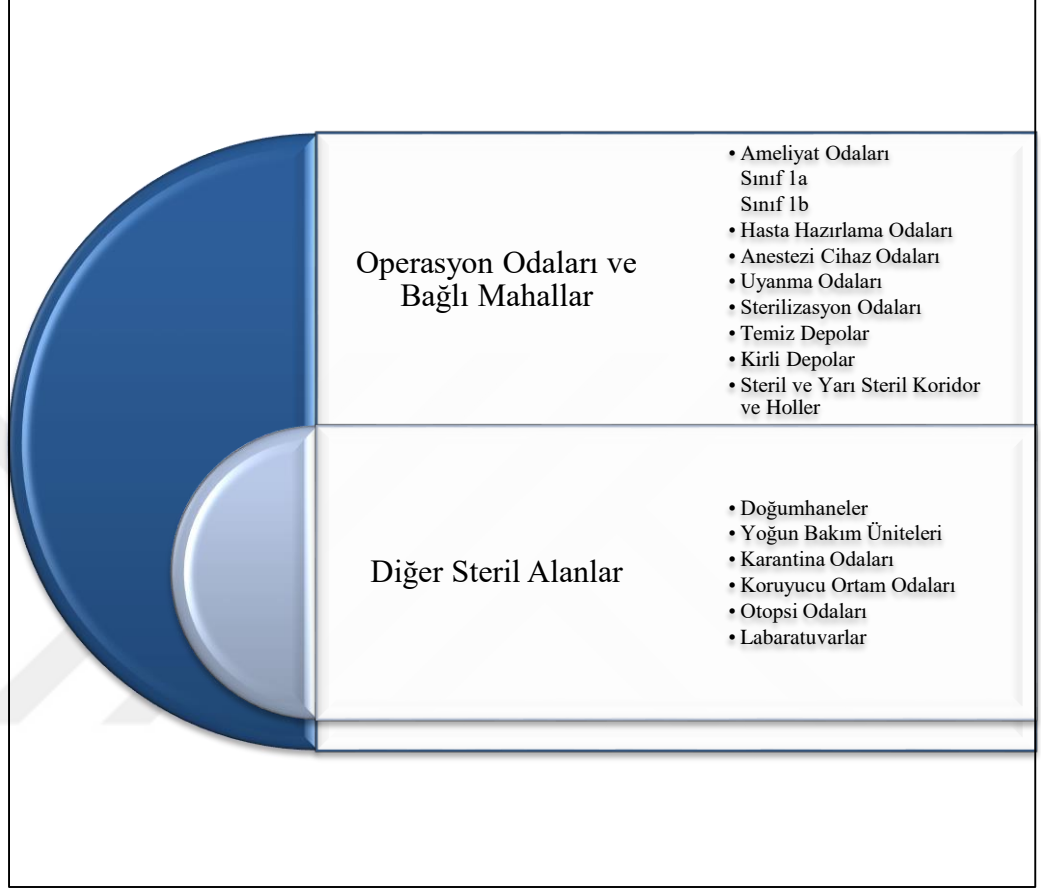 Operasyon Odaları ve
Bağlı Mahallar
• Ameliyat Odaları
Sınıf 1a
Sınıf 1b
• Hasta Hazırlama Odaları
• Anestezi Cihaz Odaları
• Uyanma Odaları
• Sterilizasyon Odaları
• Temiz Depolar
• Kirli Depolar
• Steril ve Yarı Steril Koridor
ve Holler
Diğer Steril Alanlar
• Doğumhaneler
• Yoğun Bakım Üniteleri
• Karantina Odaları
• Koruyucu Ortam Odaları
• Otopsi Odaları
• Labaratuvarlar